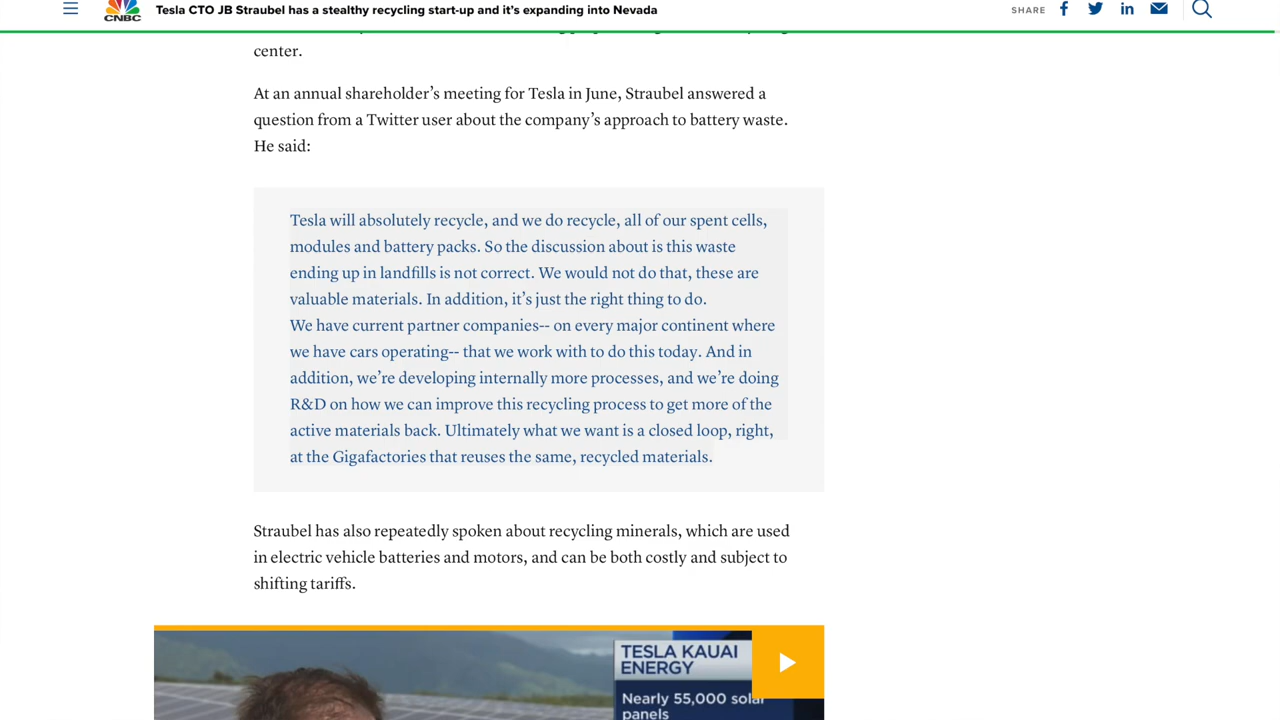 Tesla CTO JB Straubel has a stealthy recycling start-up and it's expanding into Nevada
SHARE
CNBC
center.
At an annual shareholder's meeting for Tesla in June, Straubel answered a
question from a Twitter user about the company's approach to battery waste.
He said:
Tesla will absolutely recycle, and we do recycle, all of our spent cells,
modules and battery packs. So the discussion about is this waste
ending up in landfills is not correct. We would not do that, these are
valuable materials. In addition, it's just the right thing to do.
We have current partner companies-- on every major continent where
we have cars operating-- that we work with to do this today. And in
addition, we're developing internally more processes, and we're doing
R&D on how we can improve this recycling process to get more of the
active materials back. Ultimately what we want is a closed loop, right,
at the Gigafactories that reuses the same, recycled materials.
Straubel has also repeatedly spoken about recycling minerals, which are used
in electric vehicle batteries and motors, and can be both costly and subject to
shifting tariffs.
TESLA KAUAI
ENERGY
Nearly 55,000 solar
panels